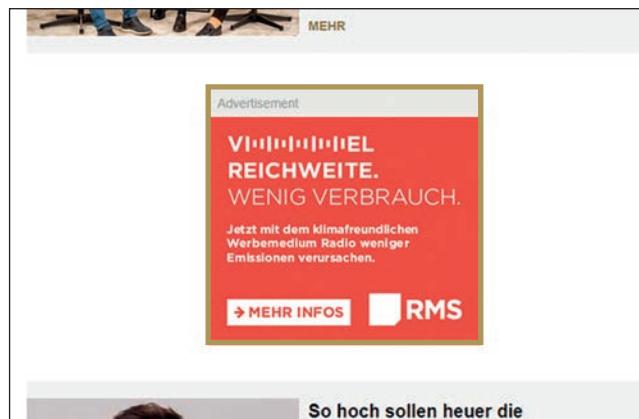 MEHR
Advertisement
VIIIIIIIIIEL
REICHWEITE.
WENIG VERBRAUCH.
Jetzt mit dem klimafreundlichen
Werbemedium Radio weniger
Emissionen verursachen.
→ MEHR INFOS
RMS
So hoch sollen heuer die